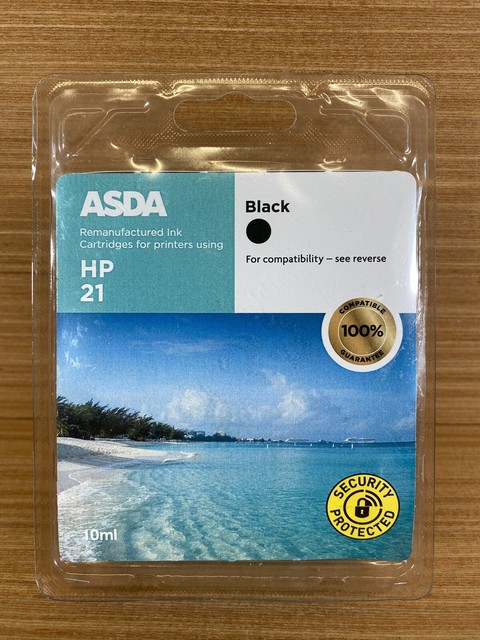 ASDA
Remanufactured Ink
Cartridges for printers using
HP
21
Black
For compatibility – see reverse
COMPATIBLE
100%
GUARANTEE
SECURITY
PROTECTED
10ml